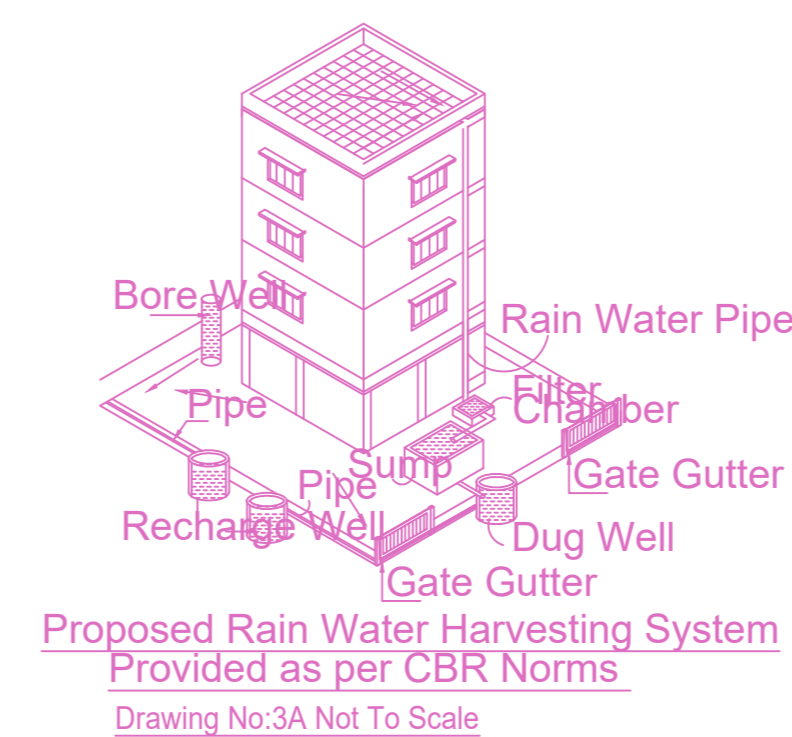 Bore Well
Rain Water Pipe
Filter
Chamber
Pipe
Sump
Gate Gutter
Pipe
Recharge Well
Dug Well
Gate Gutter
Proposed Rain Water Harvesting System
Provided as per CBR Norms
Drawing No:3A Not To Scale